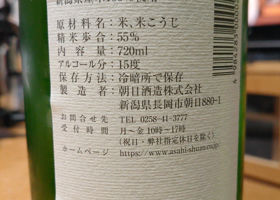 原材料名：米、米こうじ
精米歩合：55%
内容量：720ml
アルコール分：15度
保存方法：冷暗所で保存
製造者：朝日酒造株式会社
新潟県長岡市朝日880-1
お問合せ先 TEL 0258-41-3777
受付時間 月～金 10時～17時
（祝日・弊社指定休日を除く）
ホームページ https://www.asahi-shuzo.co.jp